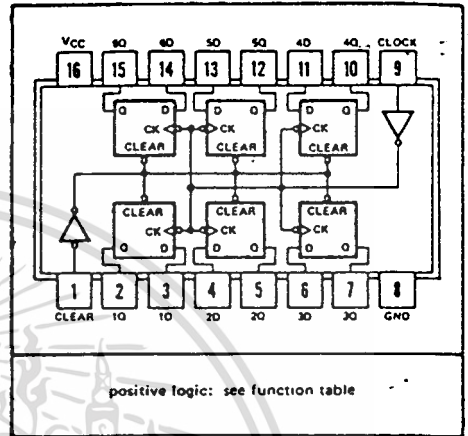 VCC 6Q 6D 5D 5Q 4D 4Q CLOCK
16 15 14 13 12 11 10 9
Q D D Q D Q
CK CK CK
CLEAR CLEAR CLEAR
CLEAR CLEAR CLEAR
CK CK CK
Q D D Q D Q
1 2 3 4 5 6 7 8
CLEAR 1Q 1D 2D 2Q 3D 3Q GND
positive logic: see function table